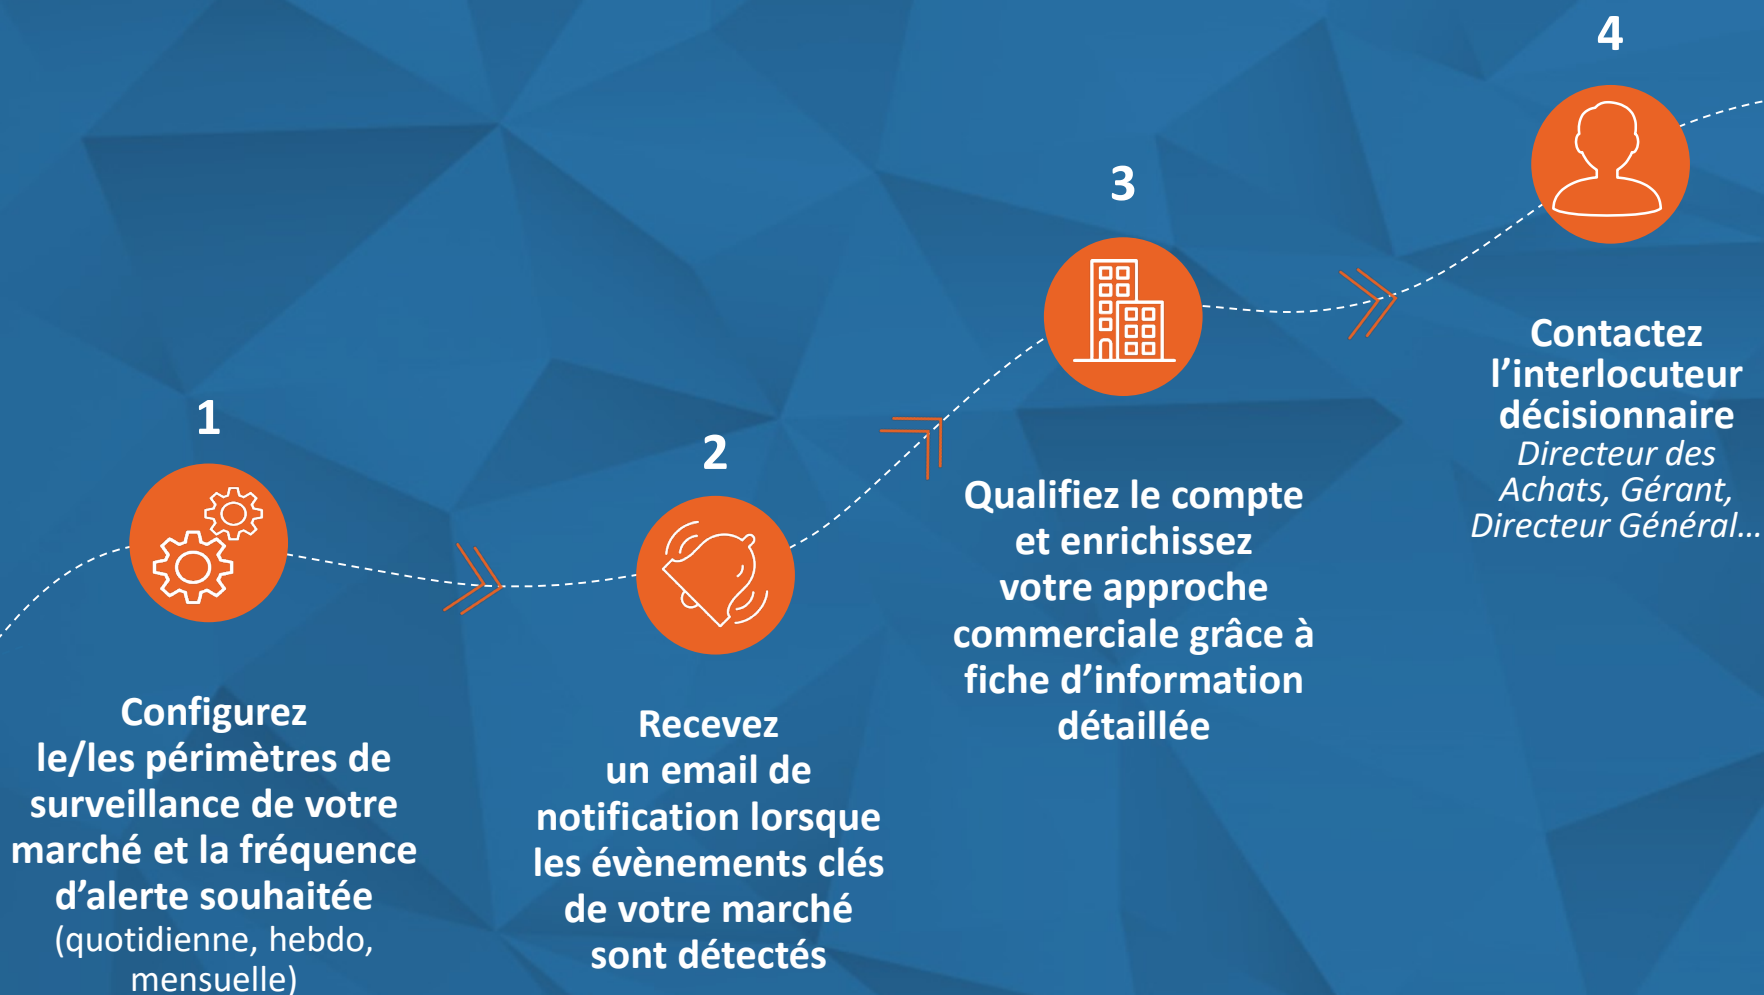 1
Configurez
le/les périmètres de
surveillance de votre
marché et la fréquence
d’alerte souhaitée
(quotidienne, hebdo,
mensuelle)
2
Recevez
un email de
notification lorsque
les évènements clés
de votre marché
sont détectés
3
Qualifiez le compte
et enrichissez
votre approche
commerciale grâce à
fiche d’information
détaillée
4
Contactez
l’interlocuteur
décisionnaire
Directeur des
Achats, Gérant,
Directeur Général…